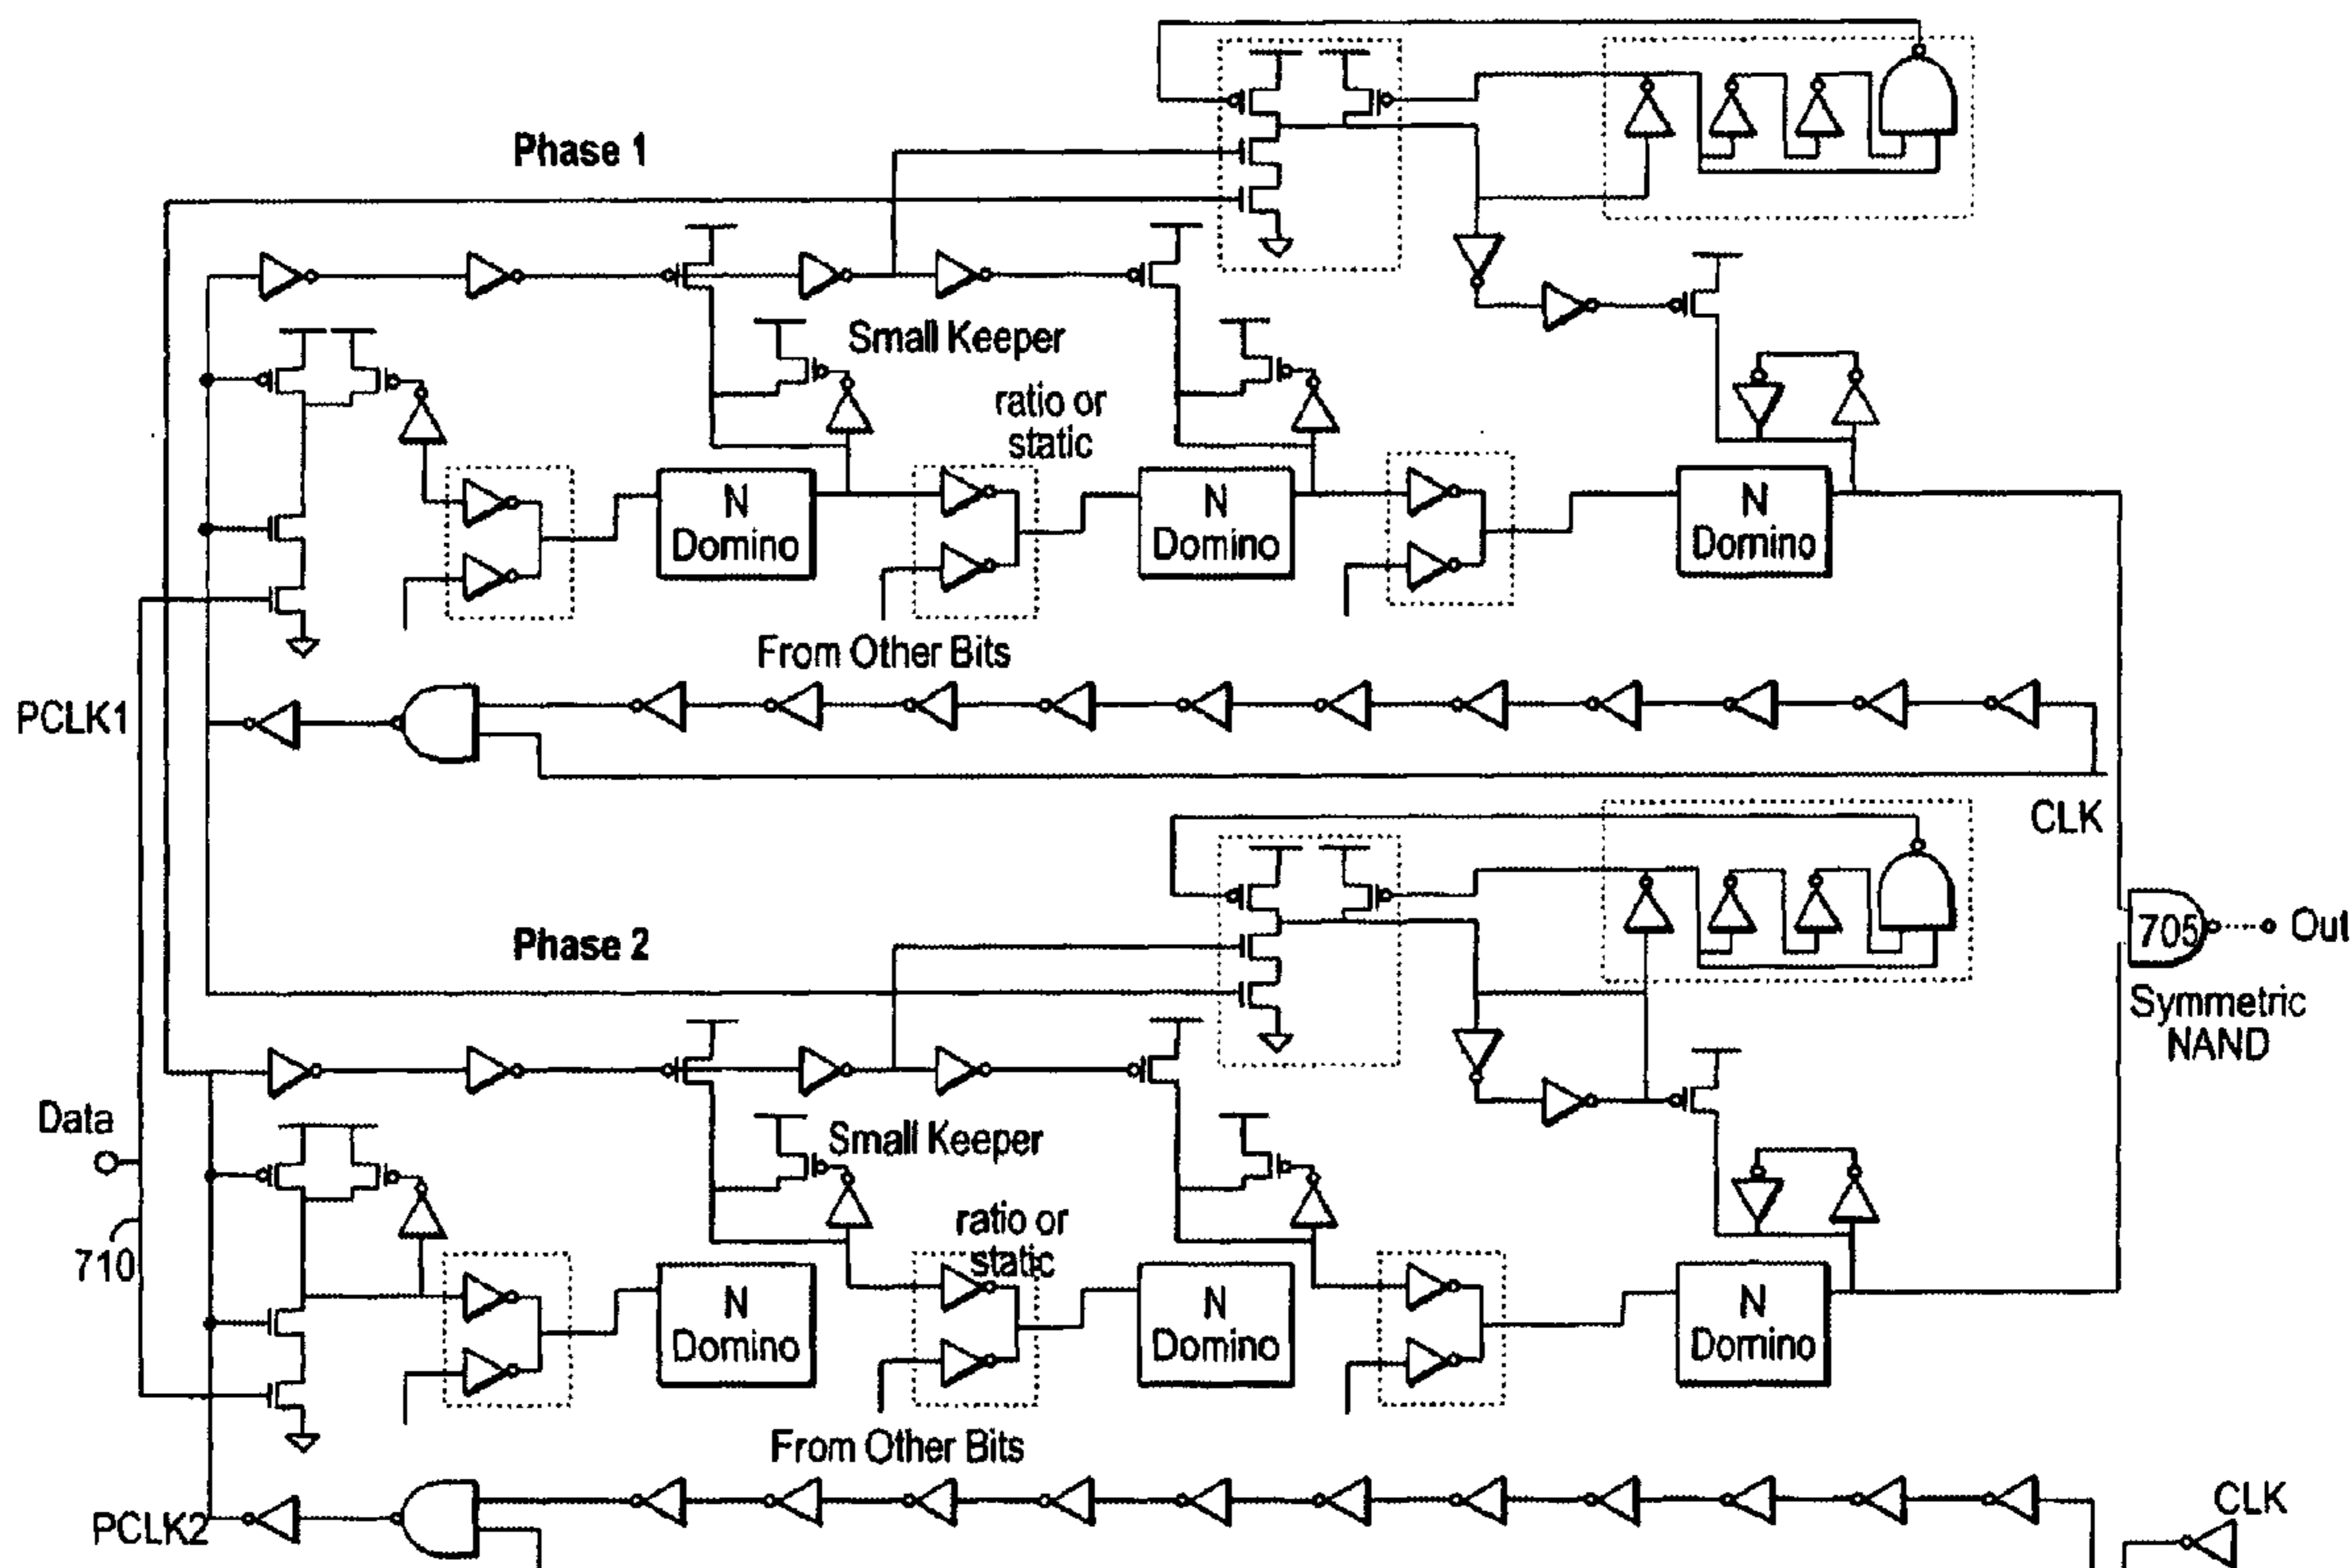 Phase 1
Small Keeper
ratio or
static
N
Domino
N
Domino
N
Domino
From Other Bits
PCLK1
CLK
Phase 2
705
Out
Symmetric
NAND
Data
710
Small Keeper
ratio or
static
N
Domino
N
Domino
N
Domino
From Other Bits
PCLK2
CLK